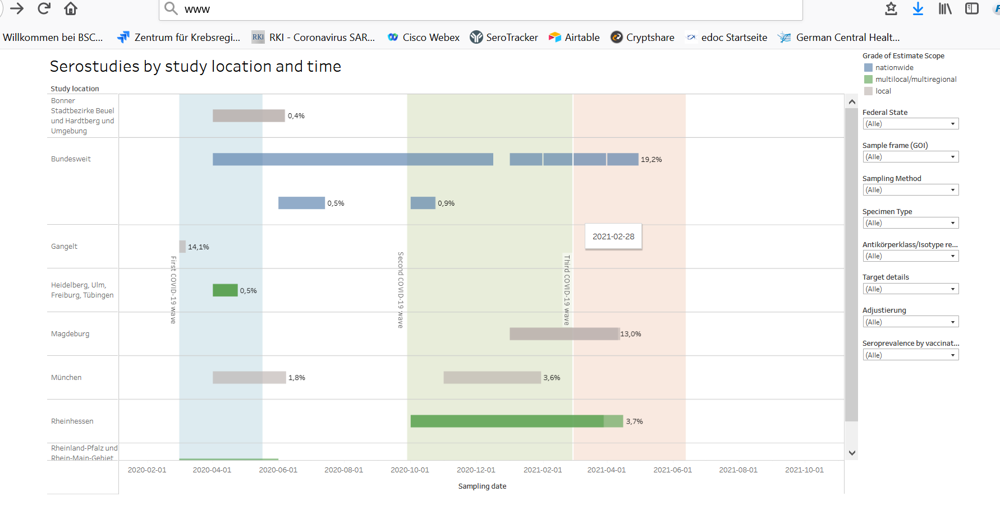 www
Willkommen bei BSC...
Zentrum für Krebsregi...
RKI
RKI - Coronavirus SAR...
Cisco Webex
SeroTracker
Airtable
Cryptshare
edoc Startseite
German Central Healt...
Serostudies by study location and time
Study location
Bonner
Stadtbezirke Beuel
und Hardtberg und
Umgebung
0,4%
Bundesweit
19,2%
0,5%
0,9%
Gangelt
14,1%
2021-02-28
First COVID-19 wave
Second COVID-19 wave
Third COVID-19 wave
Heidelberg, Ulm,
Freiburg, Tübingen
0,5%
Magdeburg
13,0%
München
1,8%
3,6%
Rheinhessen
3,7%
Rheinland-Pfalz und
Rhein-Main-Gebiet
2020-02-01
2020-04-01
2020-06-01
2020-08-01
2020-10-01
2020-12-01
2021-02-01
2021-04-01
2021-06-01
2021-08-01
2021-10-01
Sampling date
Grade of Estimate Scope
nationwide
multilocal/multiregional
local
Federal State
(Alle)
Sample frame (GOI)
(Alle)
Sampling Method
(Alle)
Specimen Type
(Alle)
Antikörperklass/Isotype re...
(Alle)
Target details
(Alle)
Adjustierung
(Alle)
Seroprevalence by vaccinat...
(Alle)